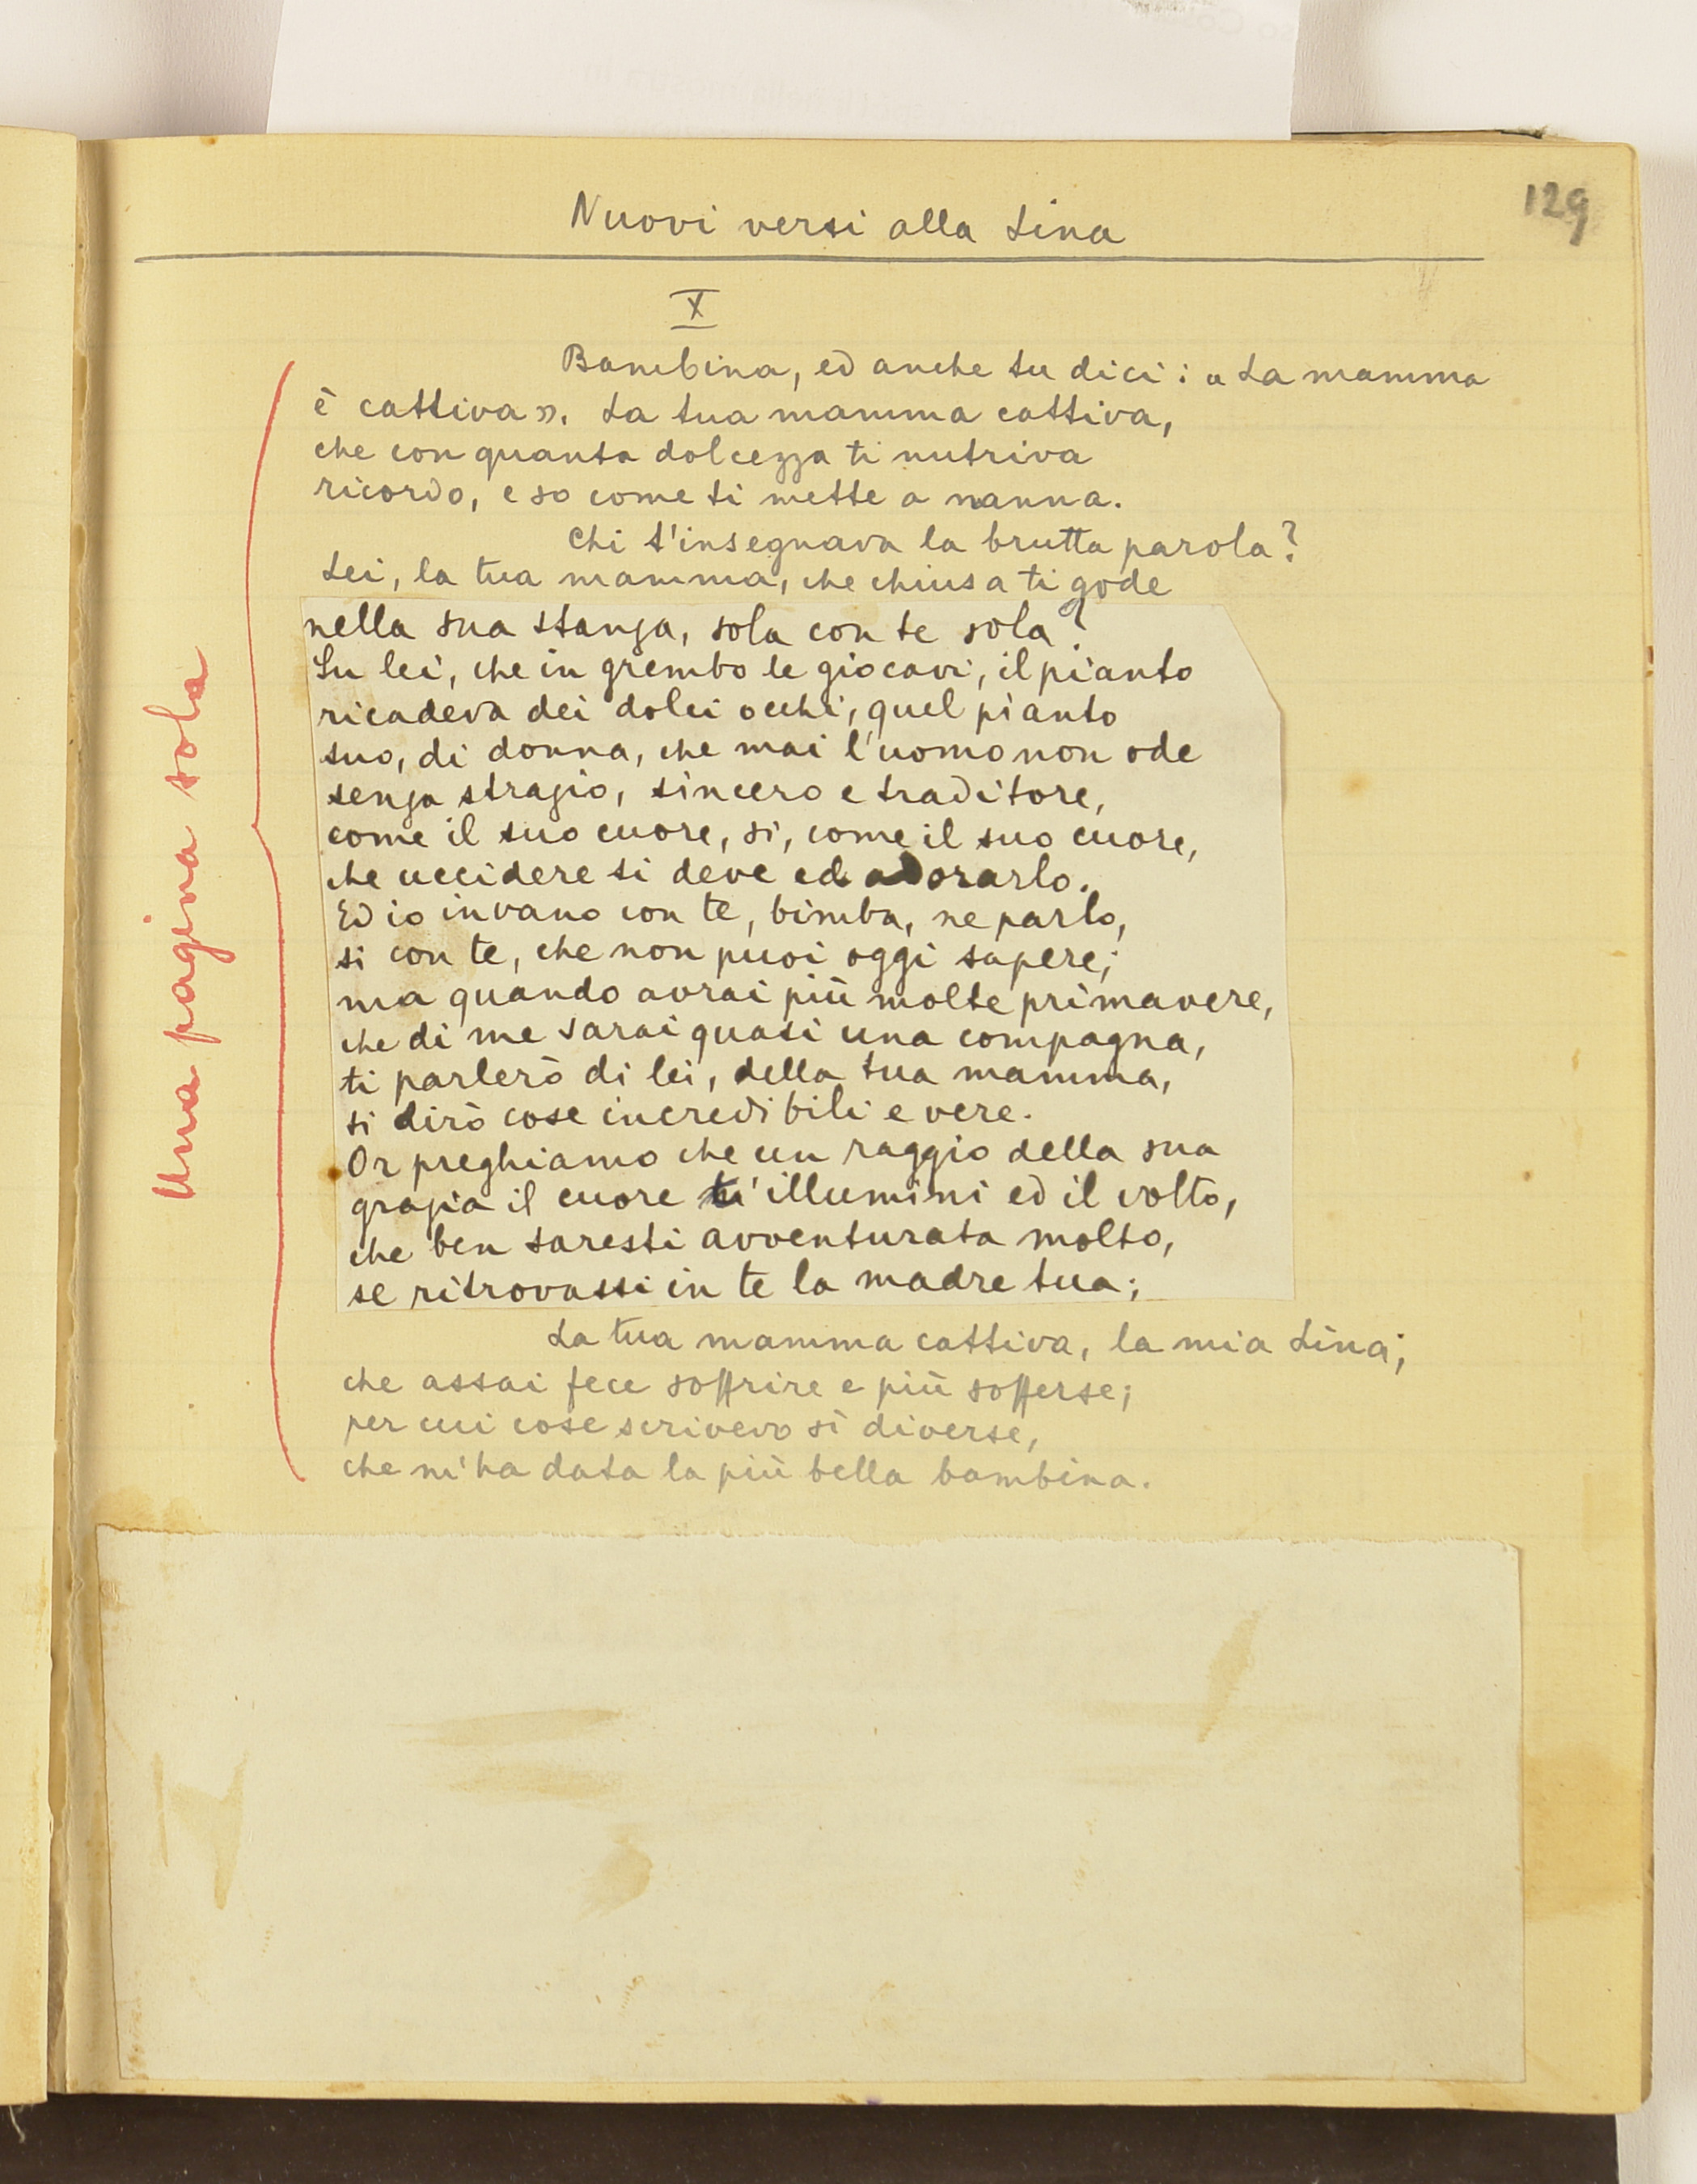 129
Nuovi versi alla Lina
X
Bambina, ed anche tu dici: « La mamma
è cattiva ». La tua mamma cattiva,
che con quanta dolcezza ti nutriva
ricordo, e so come ti mette a nanna.
Chi t'insegnava la brutta parola?
Lei, la tua mamma, che chiusa ti gode
nella sua stanza, sola con te sola?
Su lei, che in grembo le giocavi, il pianto
ricadeva dei dolci occhi, quel pianto
suo, di donna, che mai l'uomo non ode
senza strazio, sincero e traditore,
come il suo cuore, sì, come il suo cuore,
che uccidere si deve ed adorarlo.
Ed io invano con te, bimba, ne parlo,
si con te, che non puoi oggi sapere;
ma quando avrai più molte primavere,
che di me sarai quasi una compagna,
ti parlerò di lei, della tua mamma,
ti dirò cose incredibili e vere.
Or preghiamo che un raggio della sua
grazia il cuore t'illumini ed il volto,
che ben saresti avventurata molto,
se ritrovassi in te la madre tua;
La tua mamma cattiva, la mia Lina;
che assai fece soffrire e più sofferse;
per cui cose scrivevo sì diverse,
che m'ha data la più bella bambina.
Una pagina sola